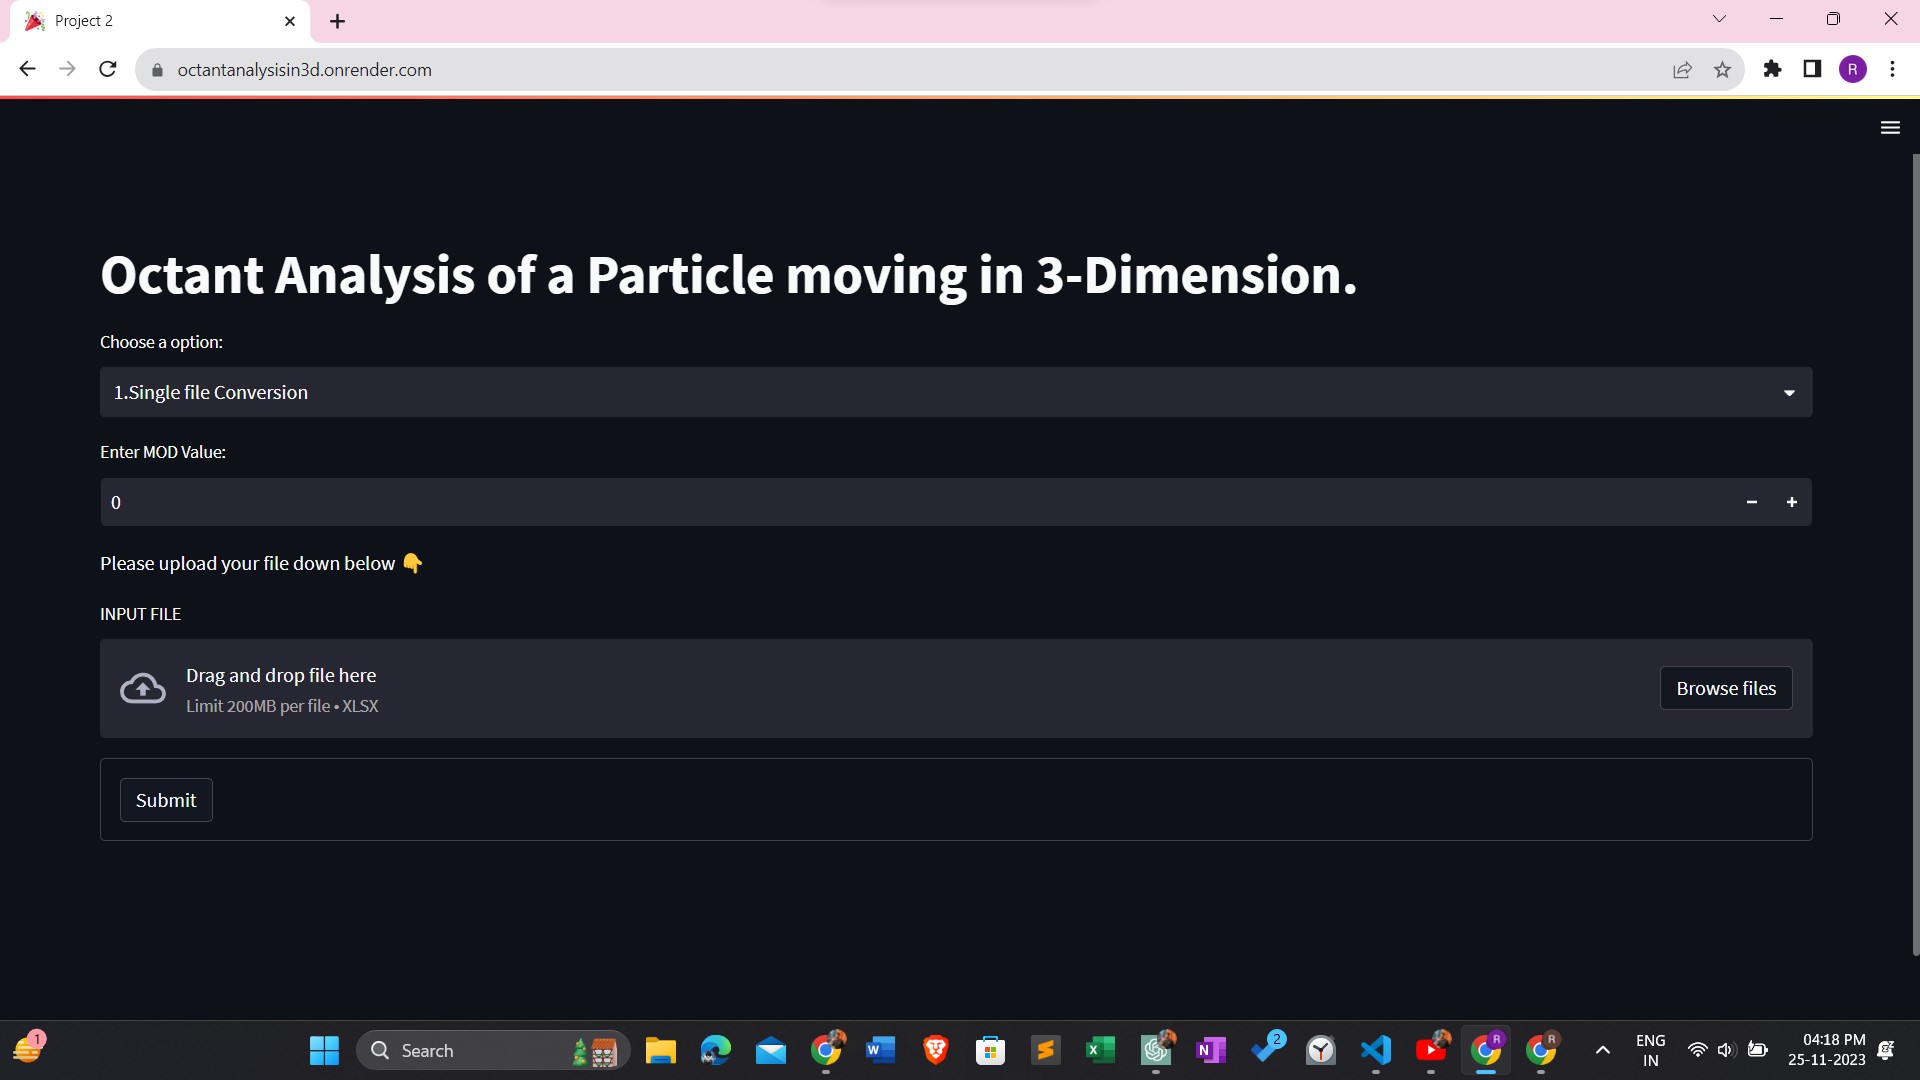 Project 2
octantanalysisin3d.onrender.com
R
Octant Analysis of a Particle moving in 3-Dimension.
Choose a option:
1.Single file Conversion
Enter MOD Value:
0
Please upload your file down below 👇
INPUT FILE
Drag and drop file here
Limit 200MB per file • XLSX
Browse files
Submit
1
Search
2
R
R
ENG
IN
04:18 PM
25-11-2023